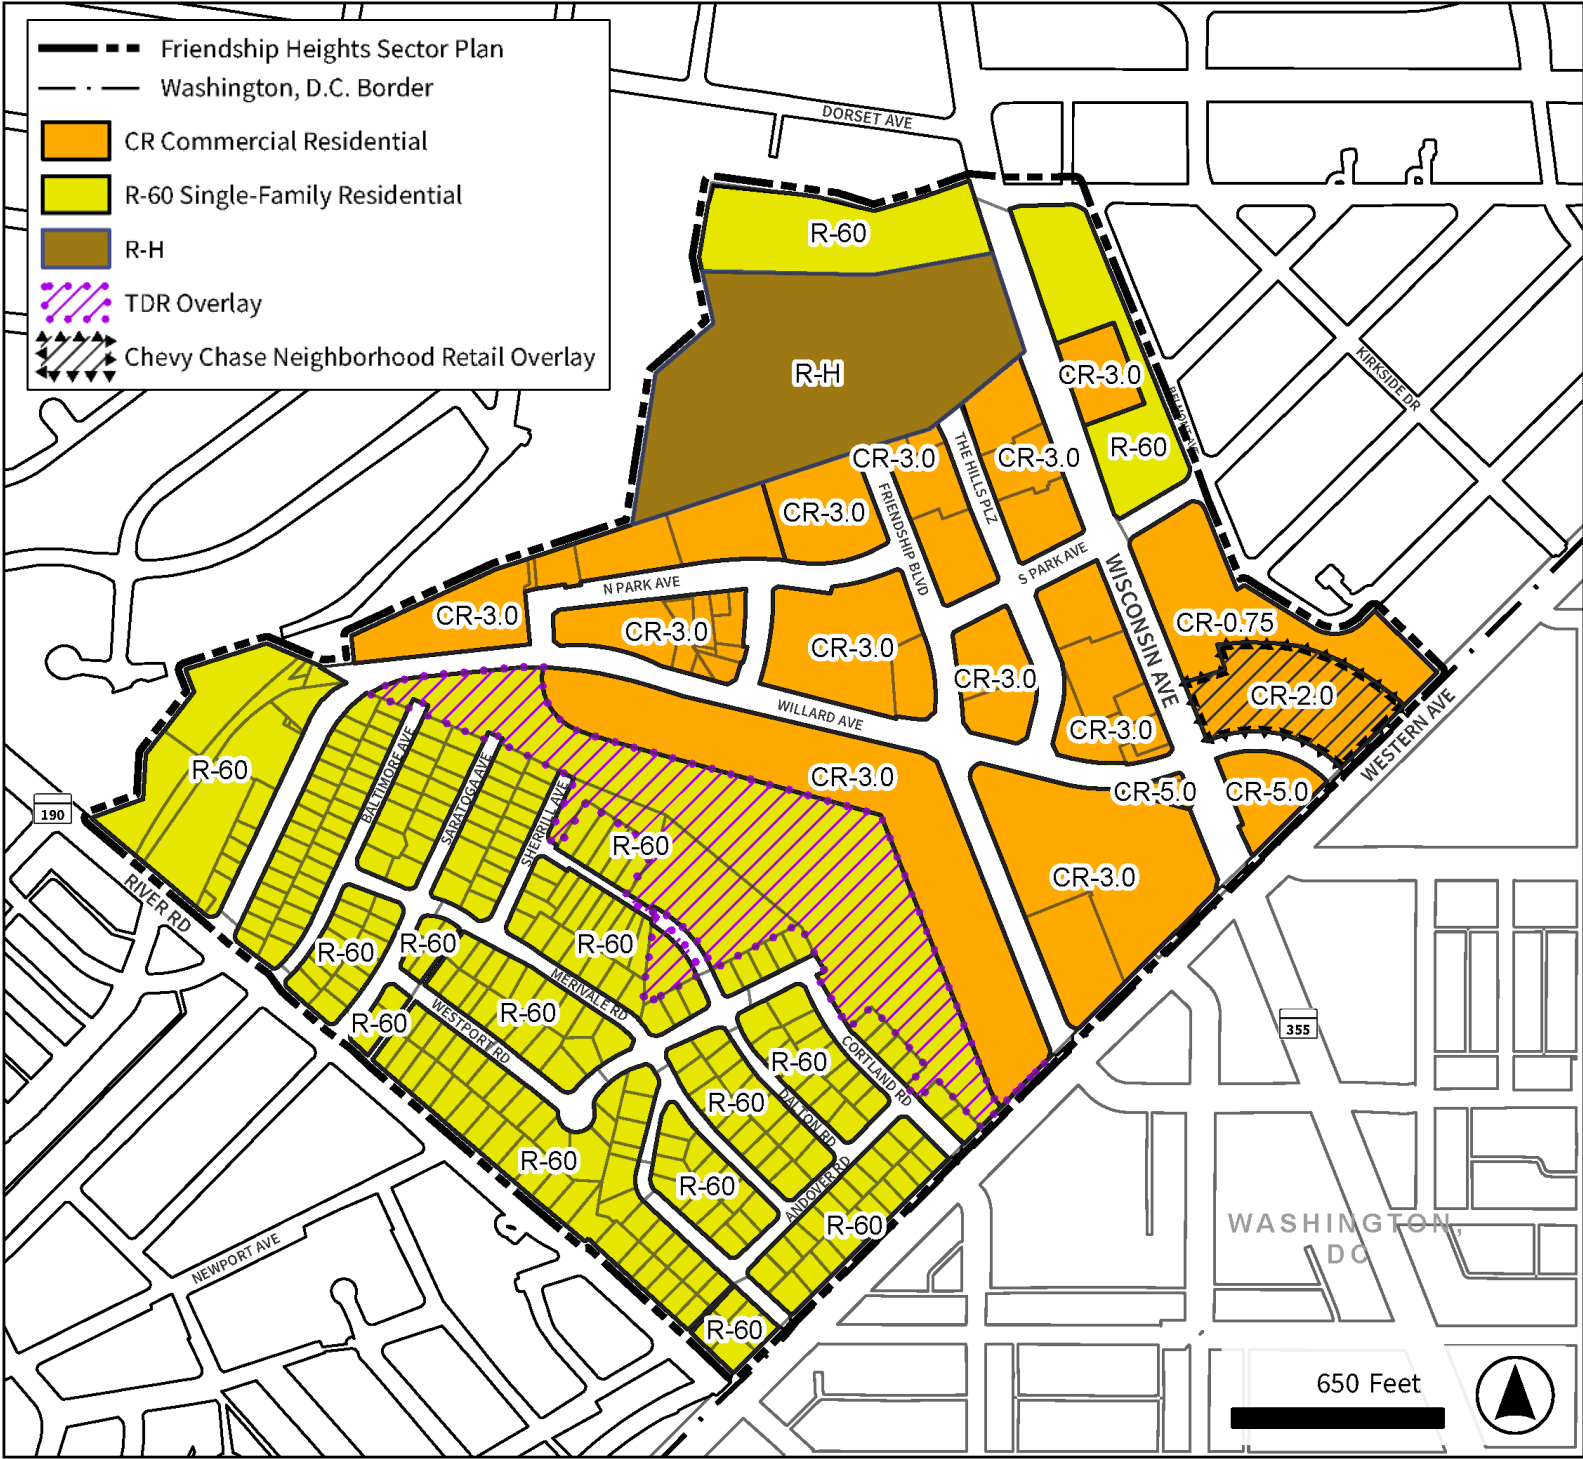 Friendship Heights Sector Plan
Washington, D.C. Border
CR Commercial Residential
R-60 Single-Family Residential
R-H
TDR Overlay
Chevy Chase Neighborhood Retail Overlay
DORSET AVE
R-60
R-H
CR-3.0
KIRKSIDE DR
BELMONT AVE
R-60
CR-3.0
THE HILLS PLZ
CR-3.0
CR-3.0
FRIENDSHIP BLVD
S PARK AVE
WISCONSIN AVE
N PARK AVE
CR-3.0
CR-3.0
CR-3.0
CR-0.75
CR-3.0
CR-2.0
WILLARD AVE
CR-3.0
WESTERN AVE
R-60
BALTIMORE AVE
SARATOGA AVE
SHERRILL AVE
CR-3.0
CR-5.0
CR-5.0
190
R-60
CR-3.0
RIVER RD
R-60
R-60
R-60
MERIVALE RD
R-60
WESTPORT RD
R-60
355
R-60
CORTLAND RD
R-60
DALTON RD
R-60
R-60
ANDOVER RD
R-60
WASHINGTON,
DC
NEWPORT AVE
R-60
650 Feet